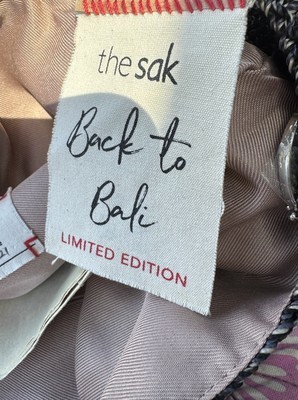 the sak
Back to
Bali
LIMITED EDITION